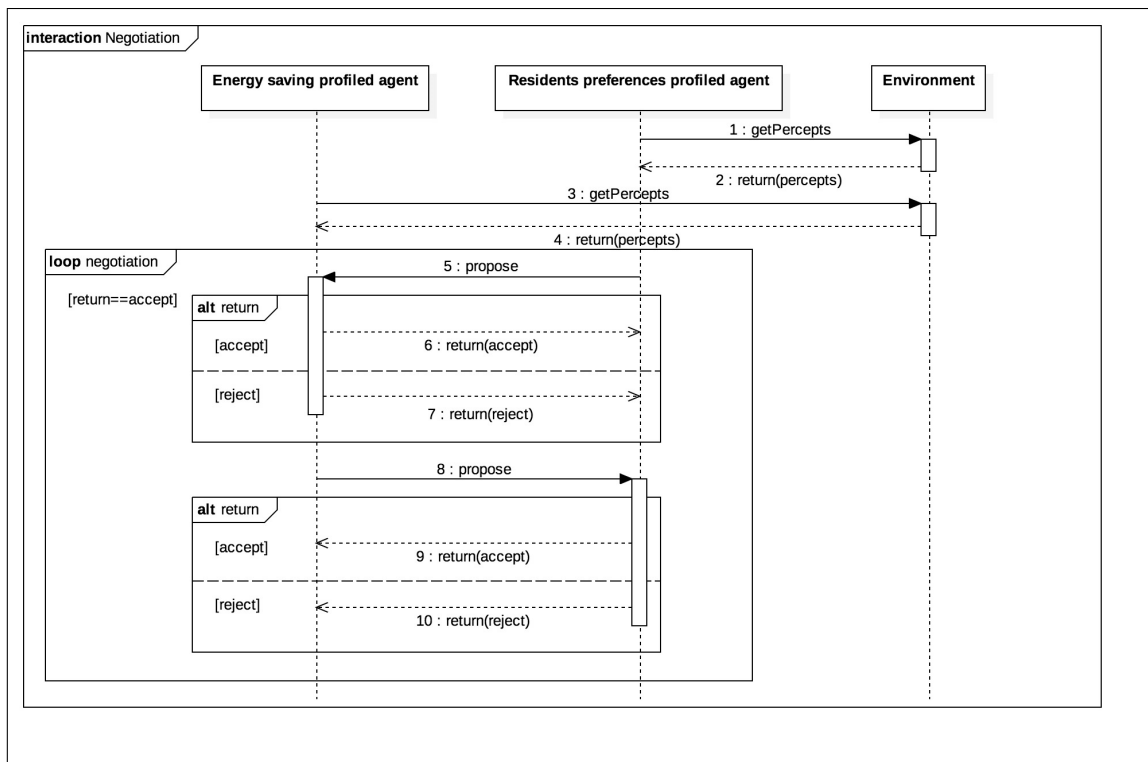 interaction Negotiation
Energy saving profiled agent
Residents preferences profiled agent
Environment
1 : getPercepts
2 : return(percepts)
3 : getPercepts
4 : return(percepts)
loop negotiation
5 : propose
[return==accept]
alt return
[accept]
6 : return(accept)
[reject]
7 : return(reject)
8 : propose
alt return
[accept]
9 : return(accept)
[reject]
10 : return(reject)